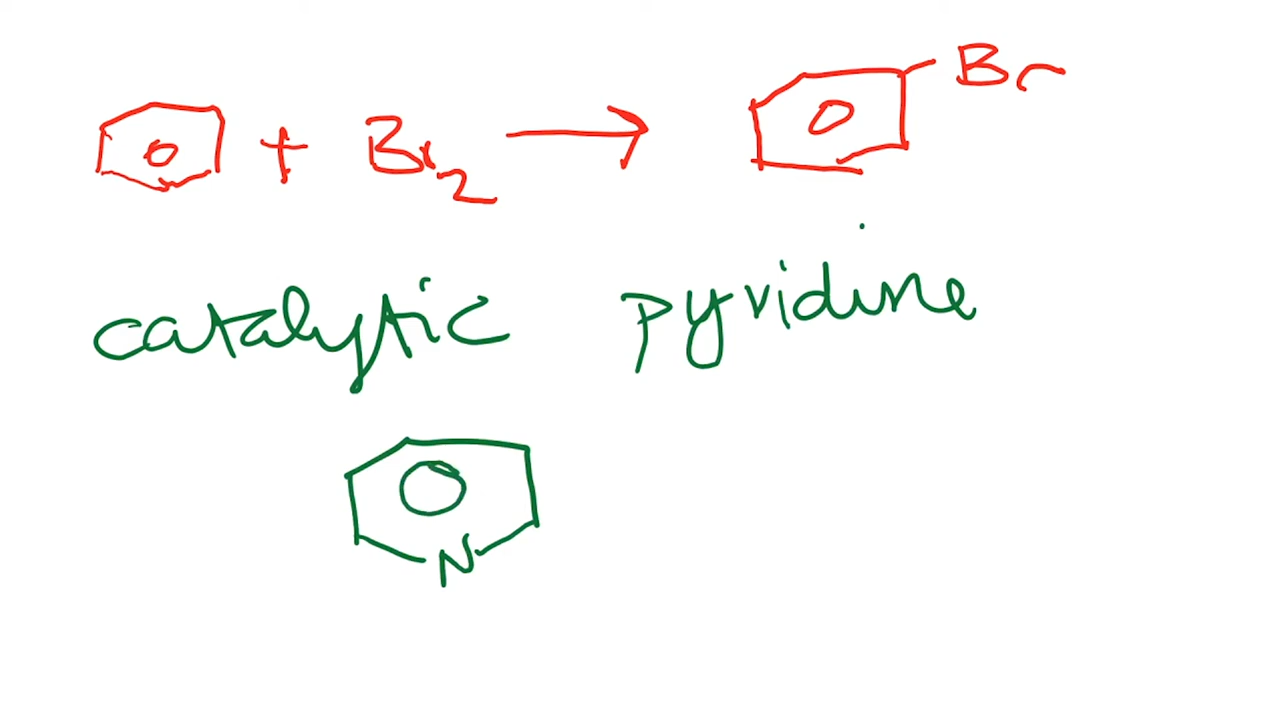 + Br2 → Br
catalytic pyridine
N